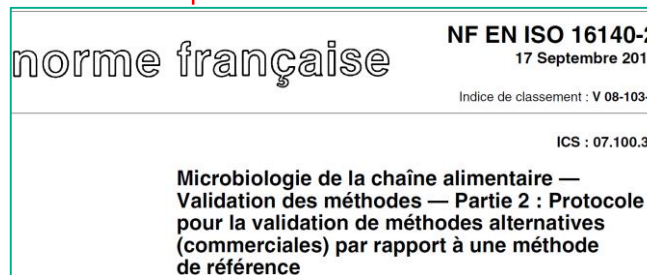 norme française
NF EN ISO 16140-2
17 Septembre 201
Indice de classement : V 08-103-
ICS : 07.100.3
Microbiologie de la chaîne alimentaire —
Validation des méthodes — Partie 2 : Protocole
pour la validation de méthodes alternatives
(commerciales) par rapport à une méthode
de référence